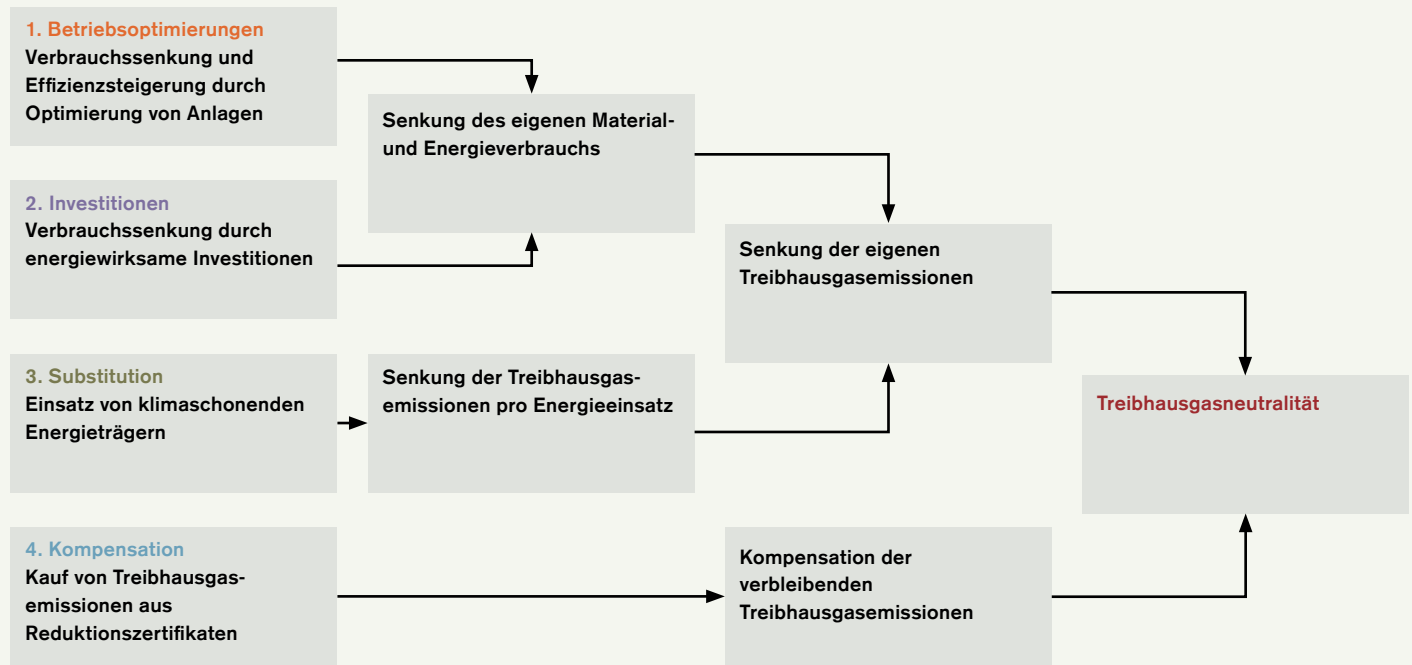 1. Betriebsoptimierungen
Verbrauchssenkung und
Effizienzsteigerung durch
Optimierung von Anlagen
Senkung des eigenen Material-
und Energieverbrauchs
2. Investitionen
Verbrauchssenkung durch
energiewirksame Investitionen
Senkung der eigenen
Treibhausgasemissionen
3. Substitution
Einsatz von klimaschonenden
Energieträgern
Senkung der Treibhausgas-
emissionen pro Energieeinsatz
Treibhausgasneutralität
4. Kompensation
Kauf von Treibhausgas-
emissionen aus
Reduktionszertifikaten
Kompensation der
verbleibenden
Treibhausgasemissionen